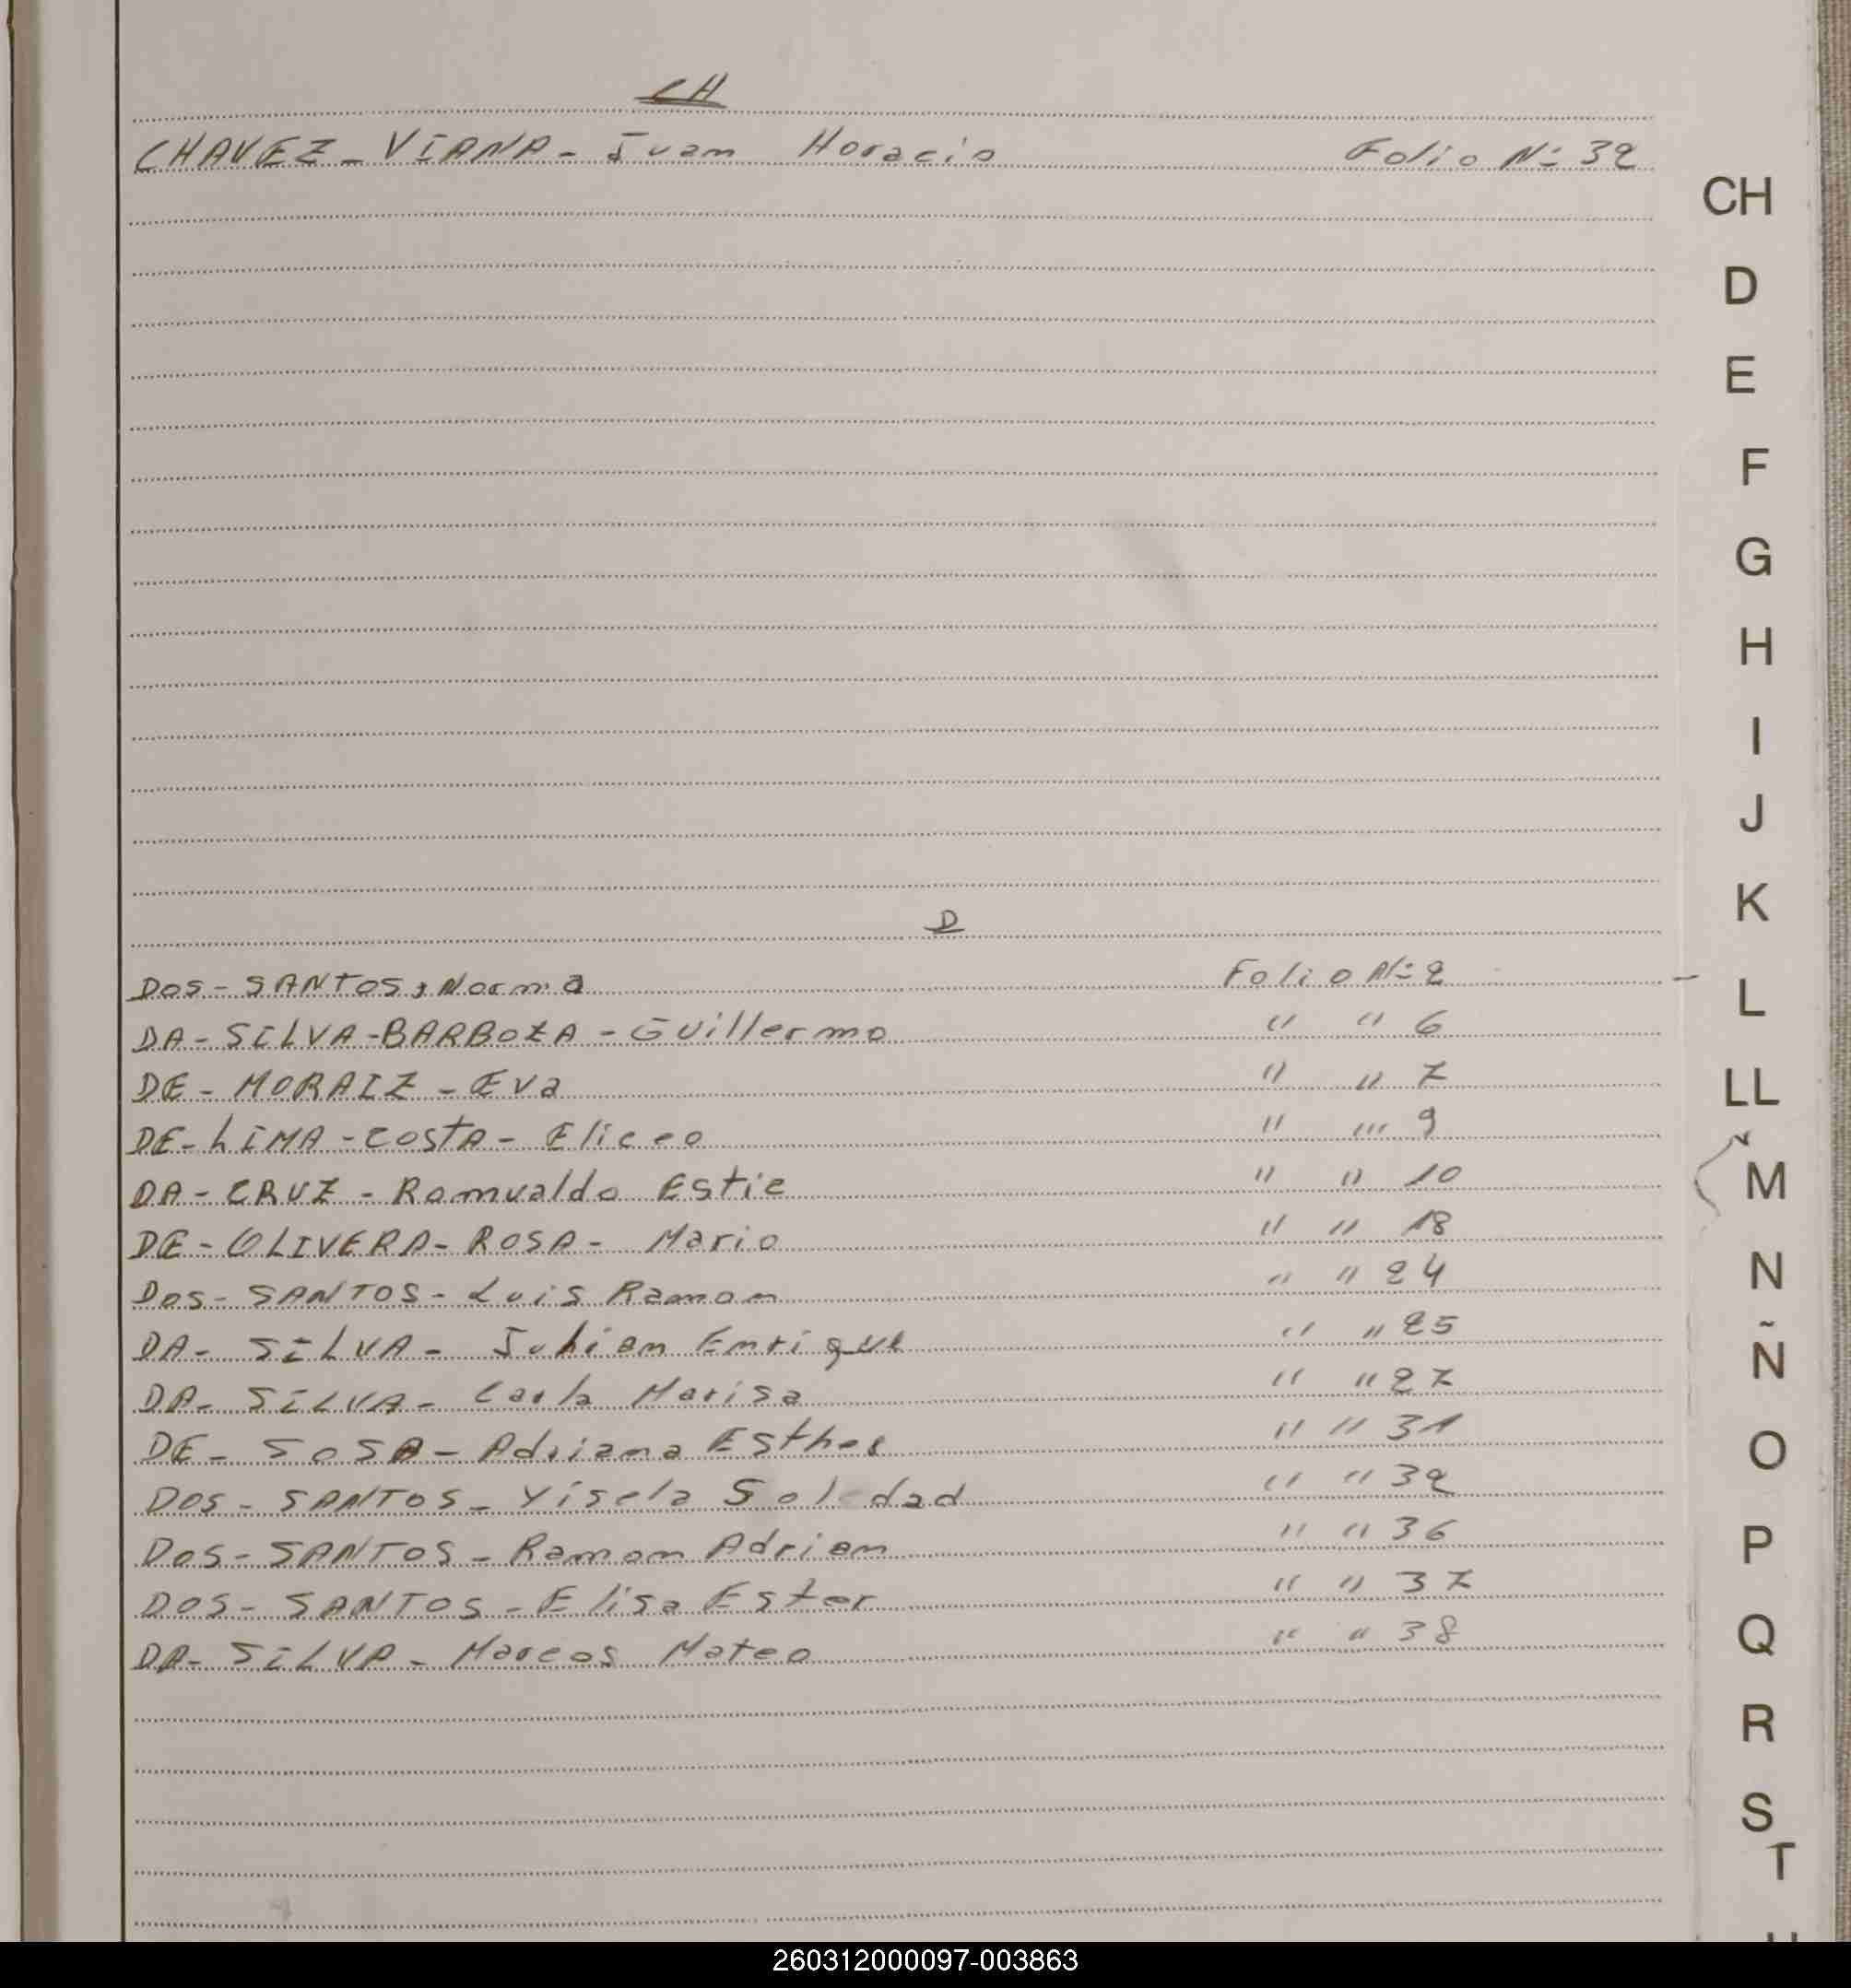 CH
CHAVEZ - VIANA - Juan Horacio Folio Nº 32
D
DOS - SANTOS, Norma Folio Nº 2
DA - SILVA - BARBOZA - Guillermo " " 6
DE - MORAIZ - Eva " " 7
DE - LIMA - COSTA - Eliceo " " 9
DA - CRUZ - Romualdo Estie " " 10
DE - OLIVERA - ROSA - Mario " " 18
DOS - SANTOS - Luis Ramon " " 24
DA - SILVA - Julian Enrique " " 25
DA - SILVA - Carla Marisa " " 27
DE - SOSA - Adriana Esther " " 31
DOS - SANTOS - Yisela Soledad " " 32
DOS - SANTOS - Ramon Adrian " " 36
DOS - SANTOS - Elisa Ester " " 37
DA - SILVA - Marcos Mateo " " 38
CH
D
E
F
G
H
I
J
K
L
LL
M
N
Ñ
O
P
Q
R
S
T
260312000097-003863